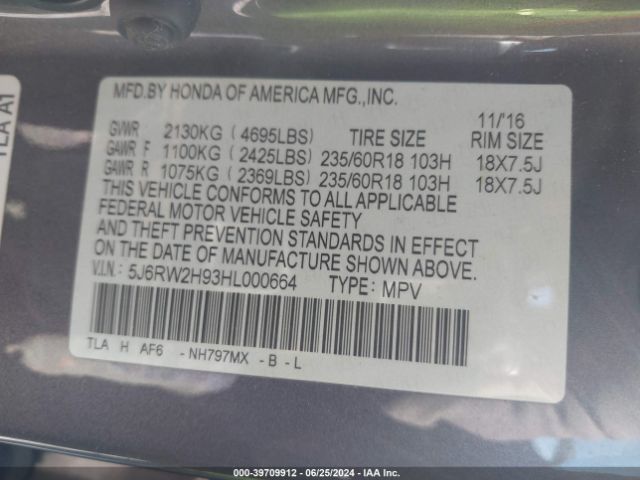 TLA A1
MFD.BY HONDA OF AMERICA MFG.,INC.
11/'16
GVWR 2130KG (4695LBS) TIRE SIZE RIM SIZE
GAWR F 1100KG (2425LBS) 235/60R18 103H 18X7.5J
GAWR R 1075KG (2369LBS) 235/60R18 103H 18X7.5J
THIS VEHICLE CONFORMS TO ALL APPLICABLE
FEDERAL MOTOR VEHICLE SAFETY
AND THEFT PREVENTION STANDARDS IN EFFECT
ON THE DATE OF MANUFACTURE SHOWN ABOVE.
V.I.N.: 5J6RW2H93HL000664 TYPE: MPV
TLA H AF6 - NH797MX - B - L
000-39709912 - 06/25/2024 - IAA Inc.